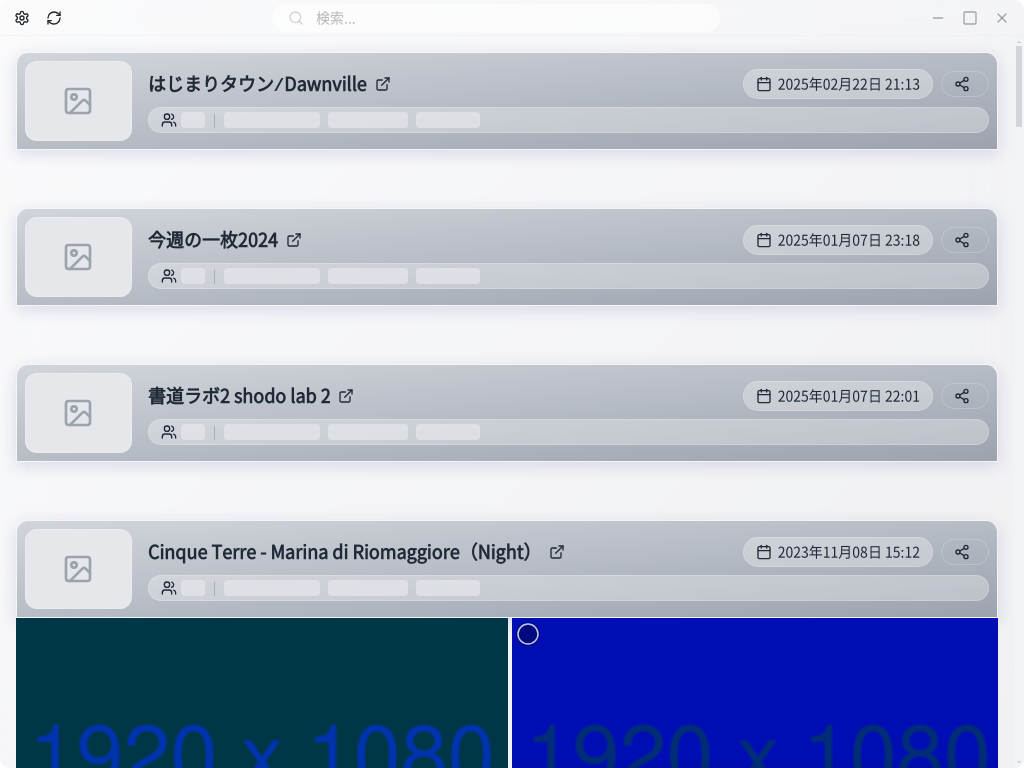 検索...
はじまりタウン⁄Dawnville
2025年02月22日 21:13
今週の一枚2024
2025年01月07日 23:18
書道ラボ2 shodo lab 2
2025年01月07日 22:01
Cinque Terre - Marina di Riomaggiore（Night）
2023年11月08日 15:12
1920 x 1080
1920 x 1080